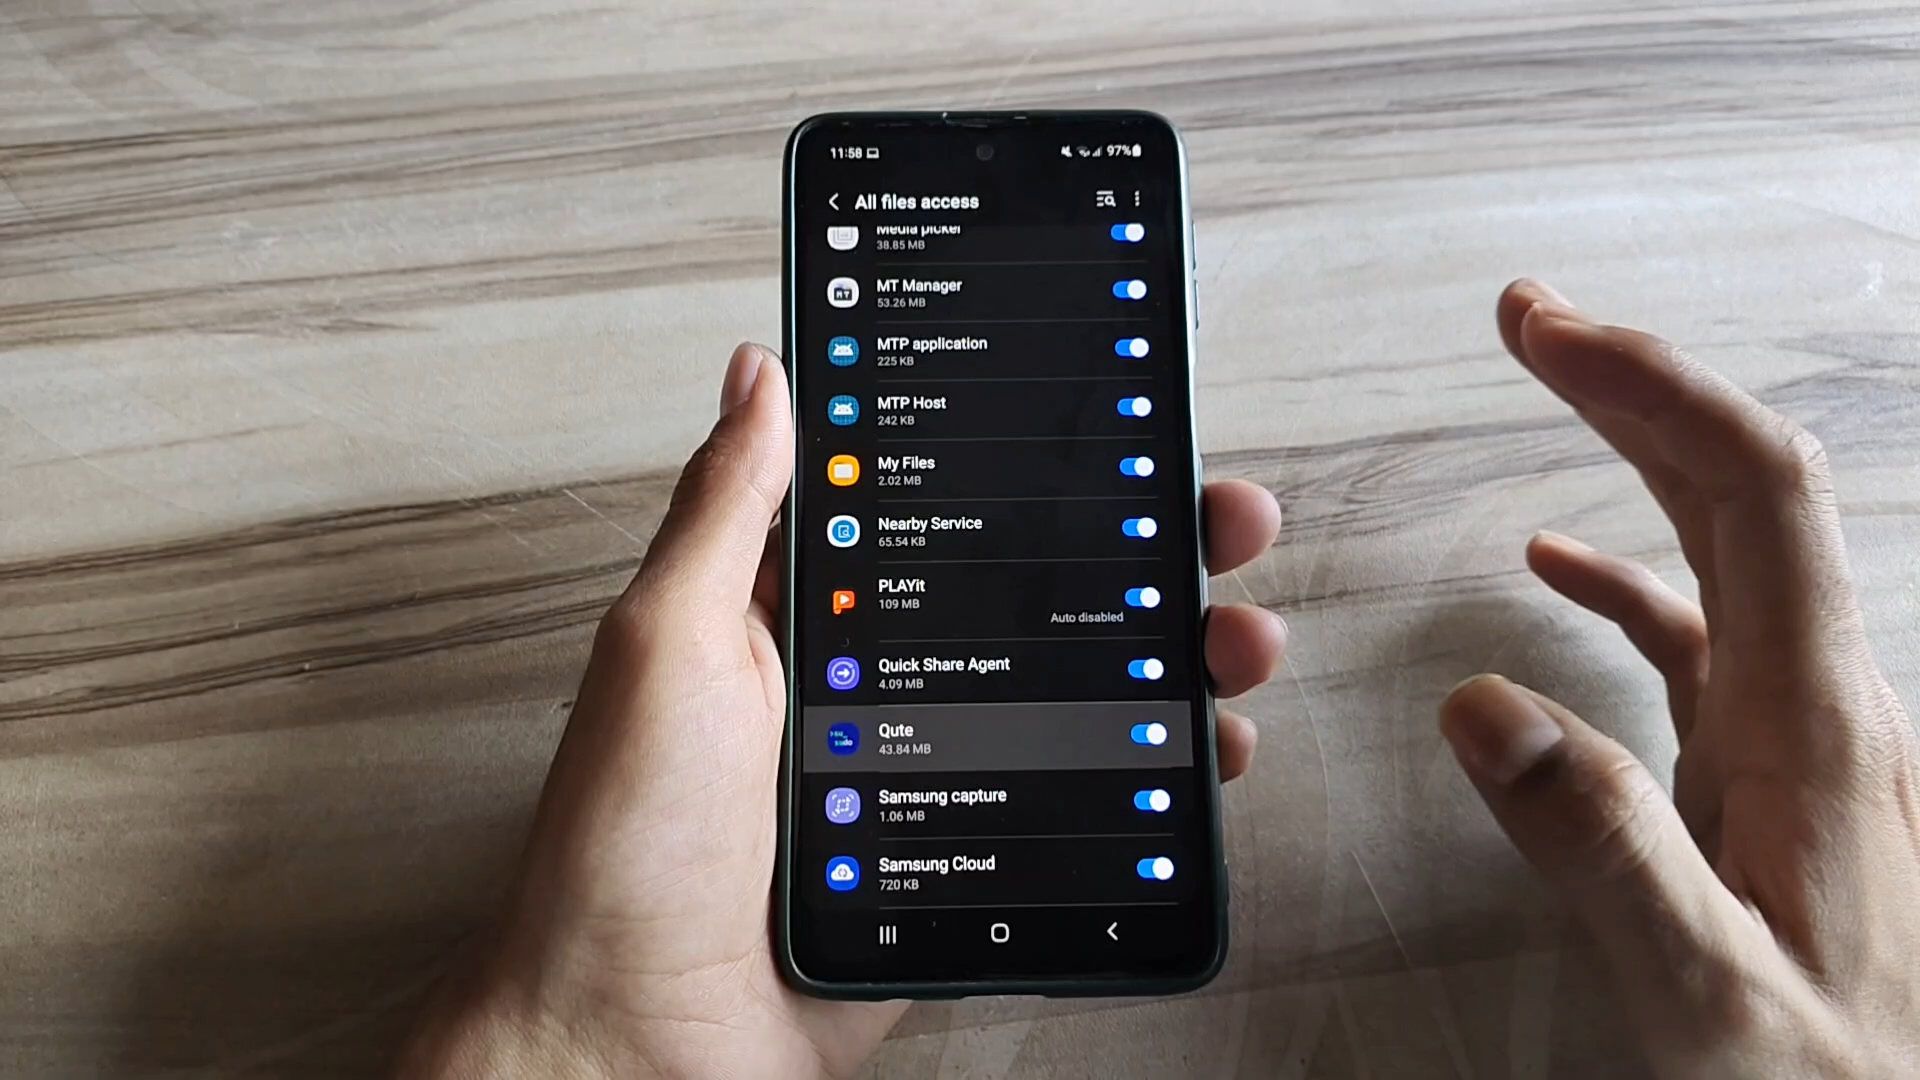 11:58
97%
All files access
Media picker
38.85 MB
MT Manager
53.26 MB
MTP application
225 KB
MTP Host
242 KB
My Files
2.02 MB
Nearby Service
65.54 KB
PLAYit
109 MB
Auto disabled
Quick Share Agent
4.09 MB
Qute
43.84 MB
Samsung capture
1.06 MB
Samsung Cloud
720 KB